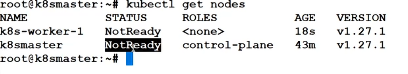 root@k8smaster:~# kubectl get nodes
NAME STATUS ROLES AGE VERSION
k8s-worker-1 NotReady <none> 18s v1.27.1
k8smaster NotReady control-plane 43m v1.27.1
root@k8smaster:~#